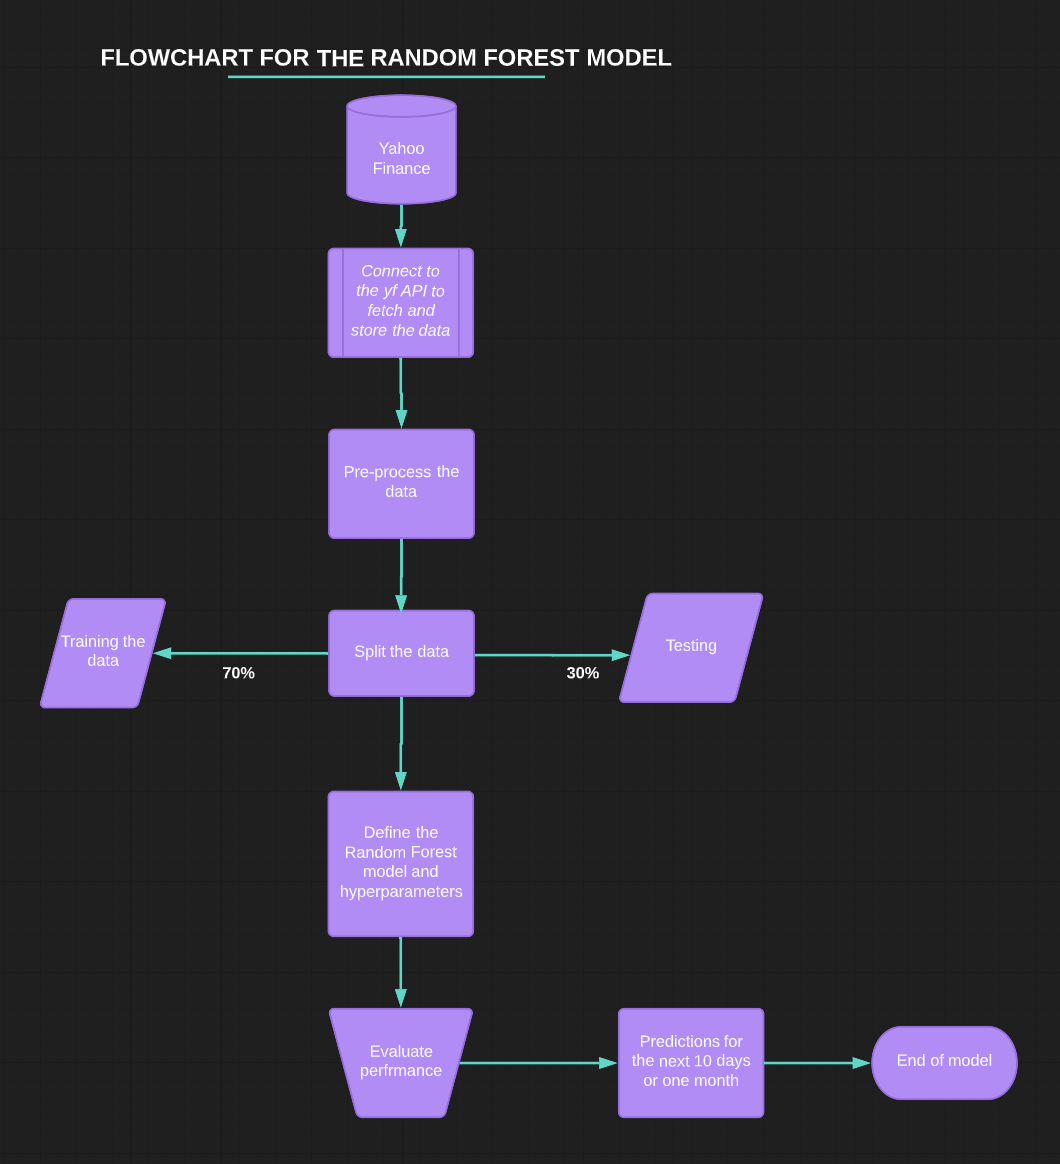 FLOWCHART FOR THE RANDOM FOREST MODEL
Yahoo
Finance
Connect to
the yf API to
fetch and
store the data
Pre-process the
data
Training the
data
70%
Split the data
30%
Testing
Define the
Random Forest
model and
hyperparameters
Evaluate
perfrmance
Predictions for
the next 10 days
or one month
End of model